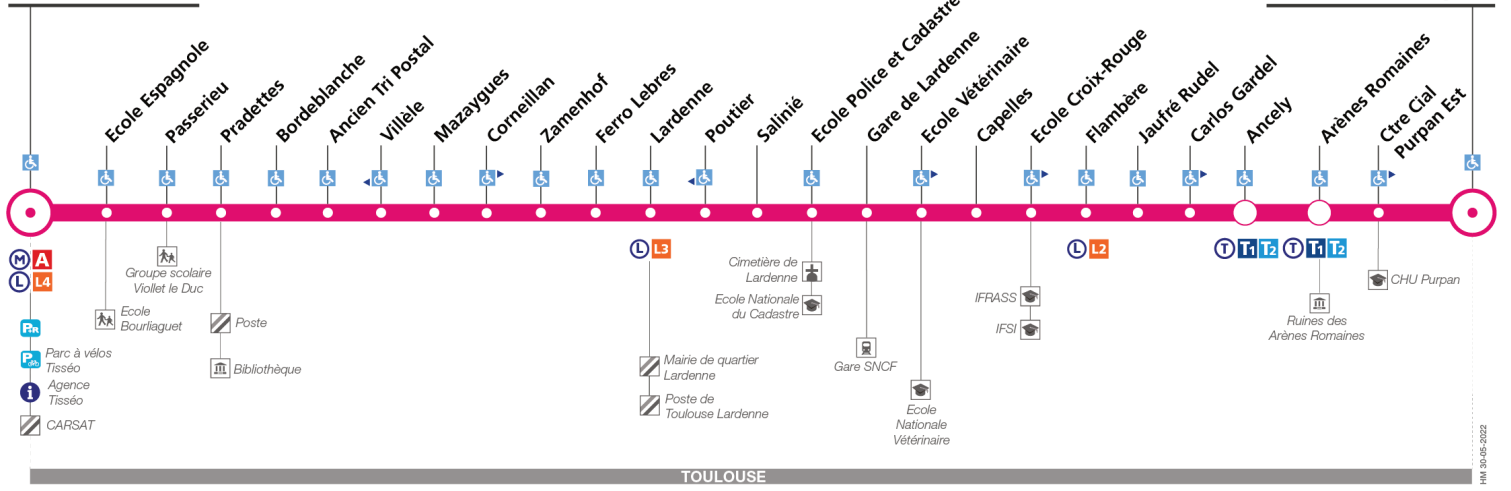 Ecole Espagnole
Passerieu
Pradettes
Bordeblanche
Ancien Tri Postal
Villèle
Mazaygues
Corneillan
Zamenhof
Ferro Lebres
Lardenne
Poutier
Salinié
Ecole Police et Cadastre
Gare de Lardenne
Ecole Vétérinaire
Capelles
Ecole Croix-Rouge
Flambère
Jaufré Rudel
Carlos Gardel
Ancely
Arènes Romaines
Ctre Cial
Purpan Est
M A
L L4
P+R
Parc à vélos
Tisséo
i
Agence
Tisséo
CARSAT
Ecole
Bourliaguet
Groupe scolaire
Viollet le Duc
Poste
Bibliothèque
L L3
Mairie de quartier
Lardenne
Poste de
Toulouse Lardenne
Cimetière de
Lardenne
Ecole Nationale
du Cadastre
Gare SNCF
Ecole
Nationale
Vétérinaire
IFRASS
IFSI
L L2
T T1 T2
T T1 T2
Ruines des
Arènes Romaines
CHU Purpan
TOULOUSE
HM 30-05-2022